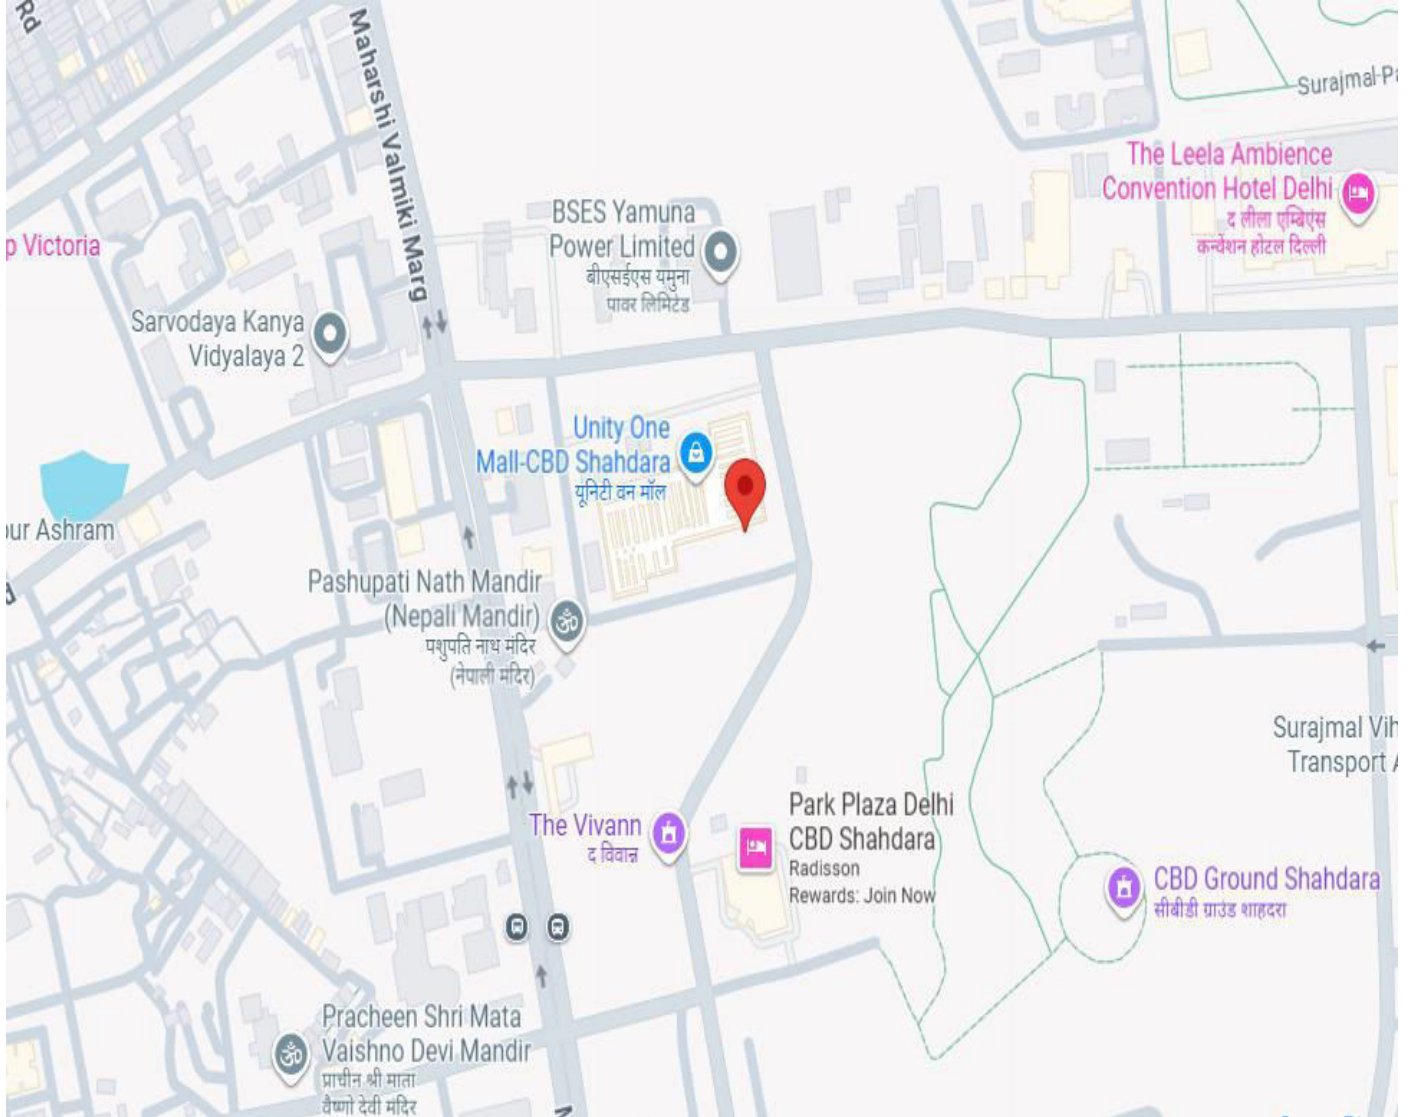 Rd
Maharshi Valmiki Marg
Surajmal-Pa
The Leela Ambience
Convention Hotel Delhi
द लीला एम्बिएंस
कन्वेंशन होटल दिल्ली
BSES Yamuna
Power Limited
बीएसईएस यमुना
पावर लिमिटेड
p Victoria
Sarvodaya Kanya
Vidyalaya 2
Unity One
Mall-CBD Shahdara
यूनिटी वन मॉल
ur Ashram
d
Pashupati Nath Mandir
(Nepali Mandir)
पशुपति नाथ मंदिर
(नेपाली मंदिर)
Surajmal Vih
Transport A
The Vivann
द विवान्न
Park Plaza Delhi
CBD Shahdara
Radisson
Rewards: Join Now
CBD Ground Shahdara
सीबीडी ग्राउंड शाहदरा
Pracheen Shri Mata
Vaishno Devi Mandir
प्राचीन श्री माता
वैष्णो देवी मंदिर